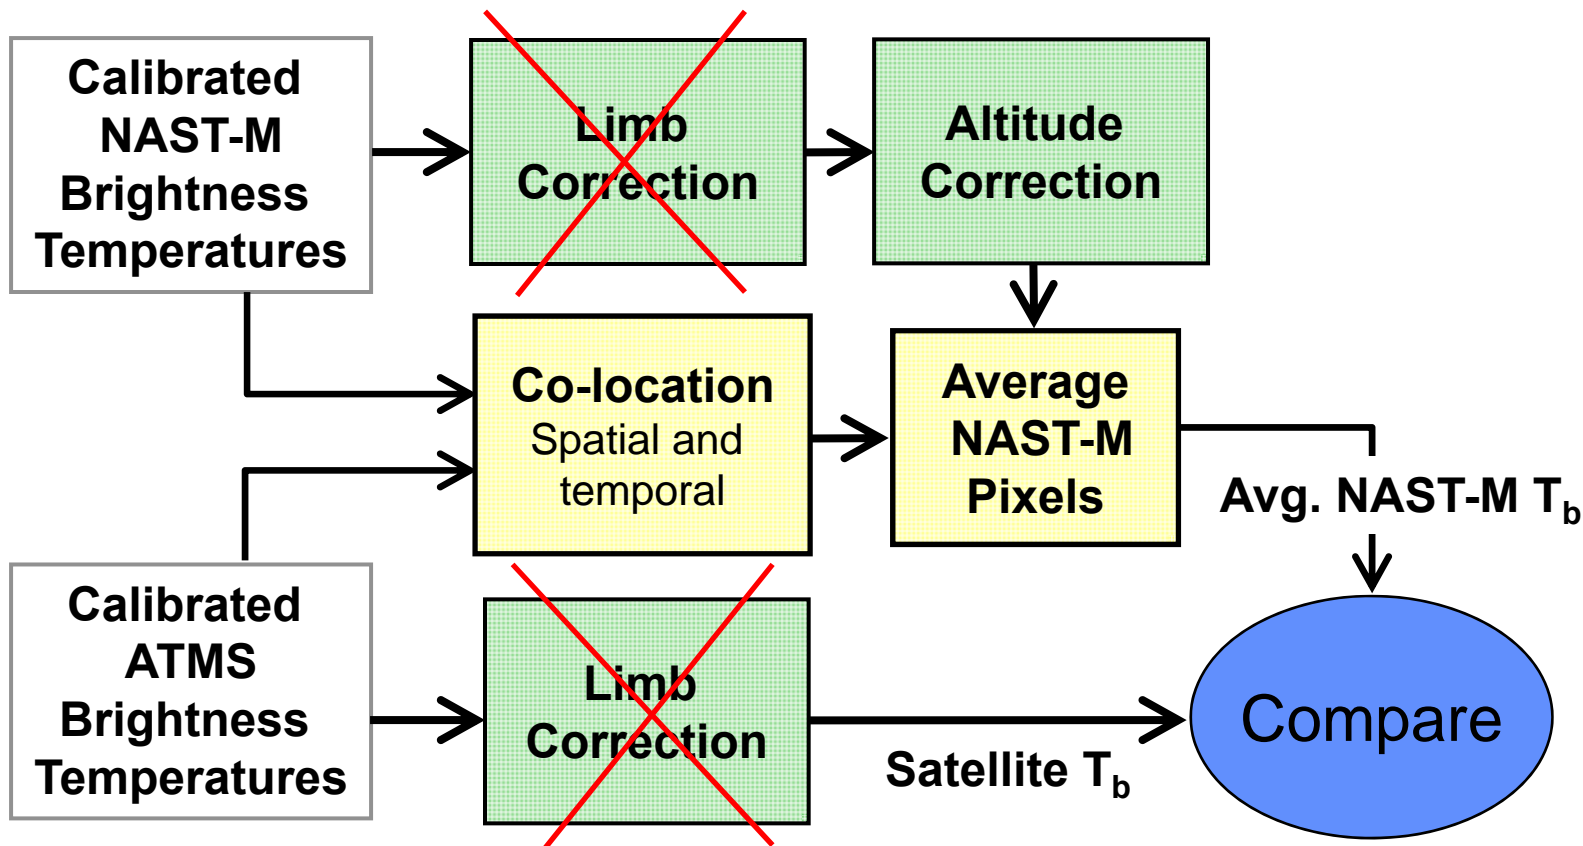 Calibrated
NAST-M
Brightness
Temperatures
Limb
Correction
Altitude
Correction
Co-location
Spatial and
temporal
Average
NAST-M
Pixels
Avg. NAST-M Tb
Calibrated
ATMS
Brightness
Temperatures
Limb
Correction
Satellite Tb
Compare